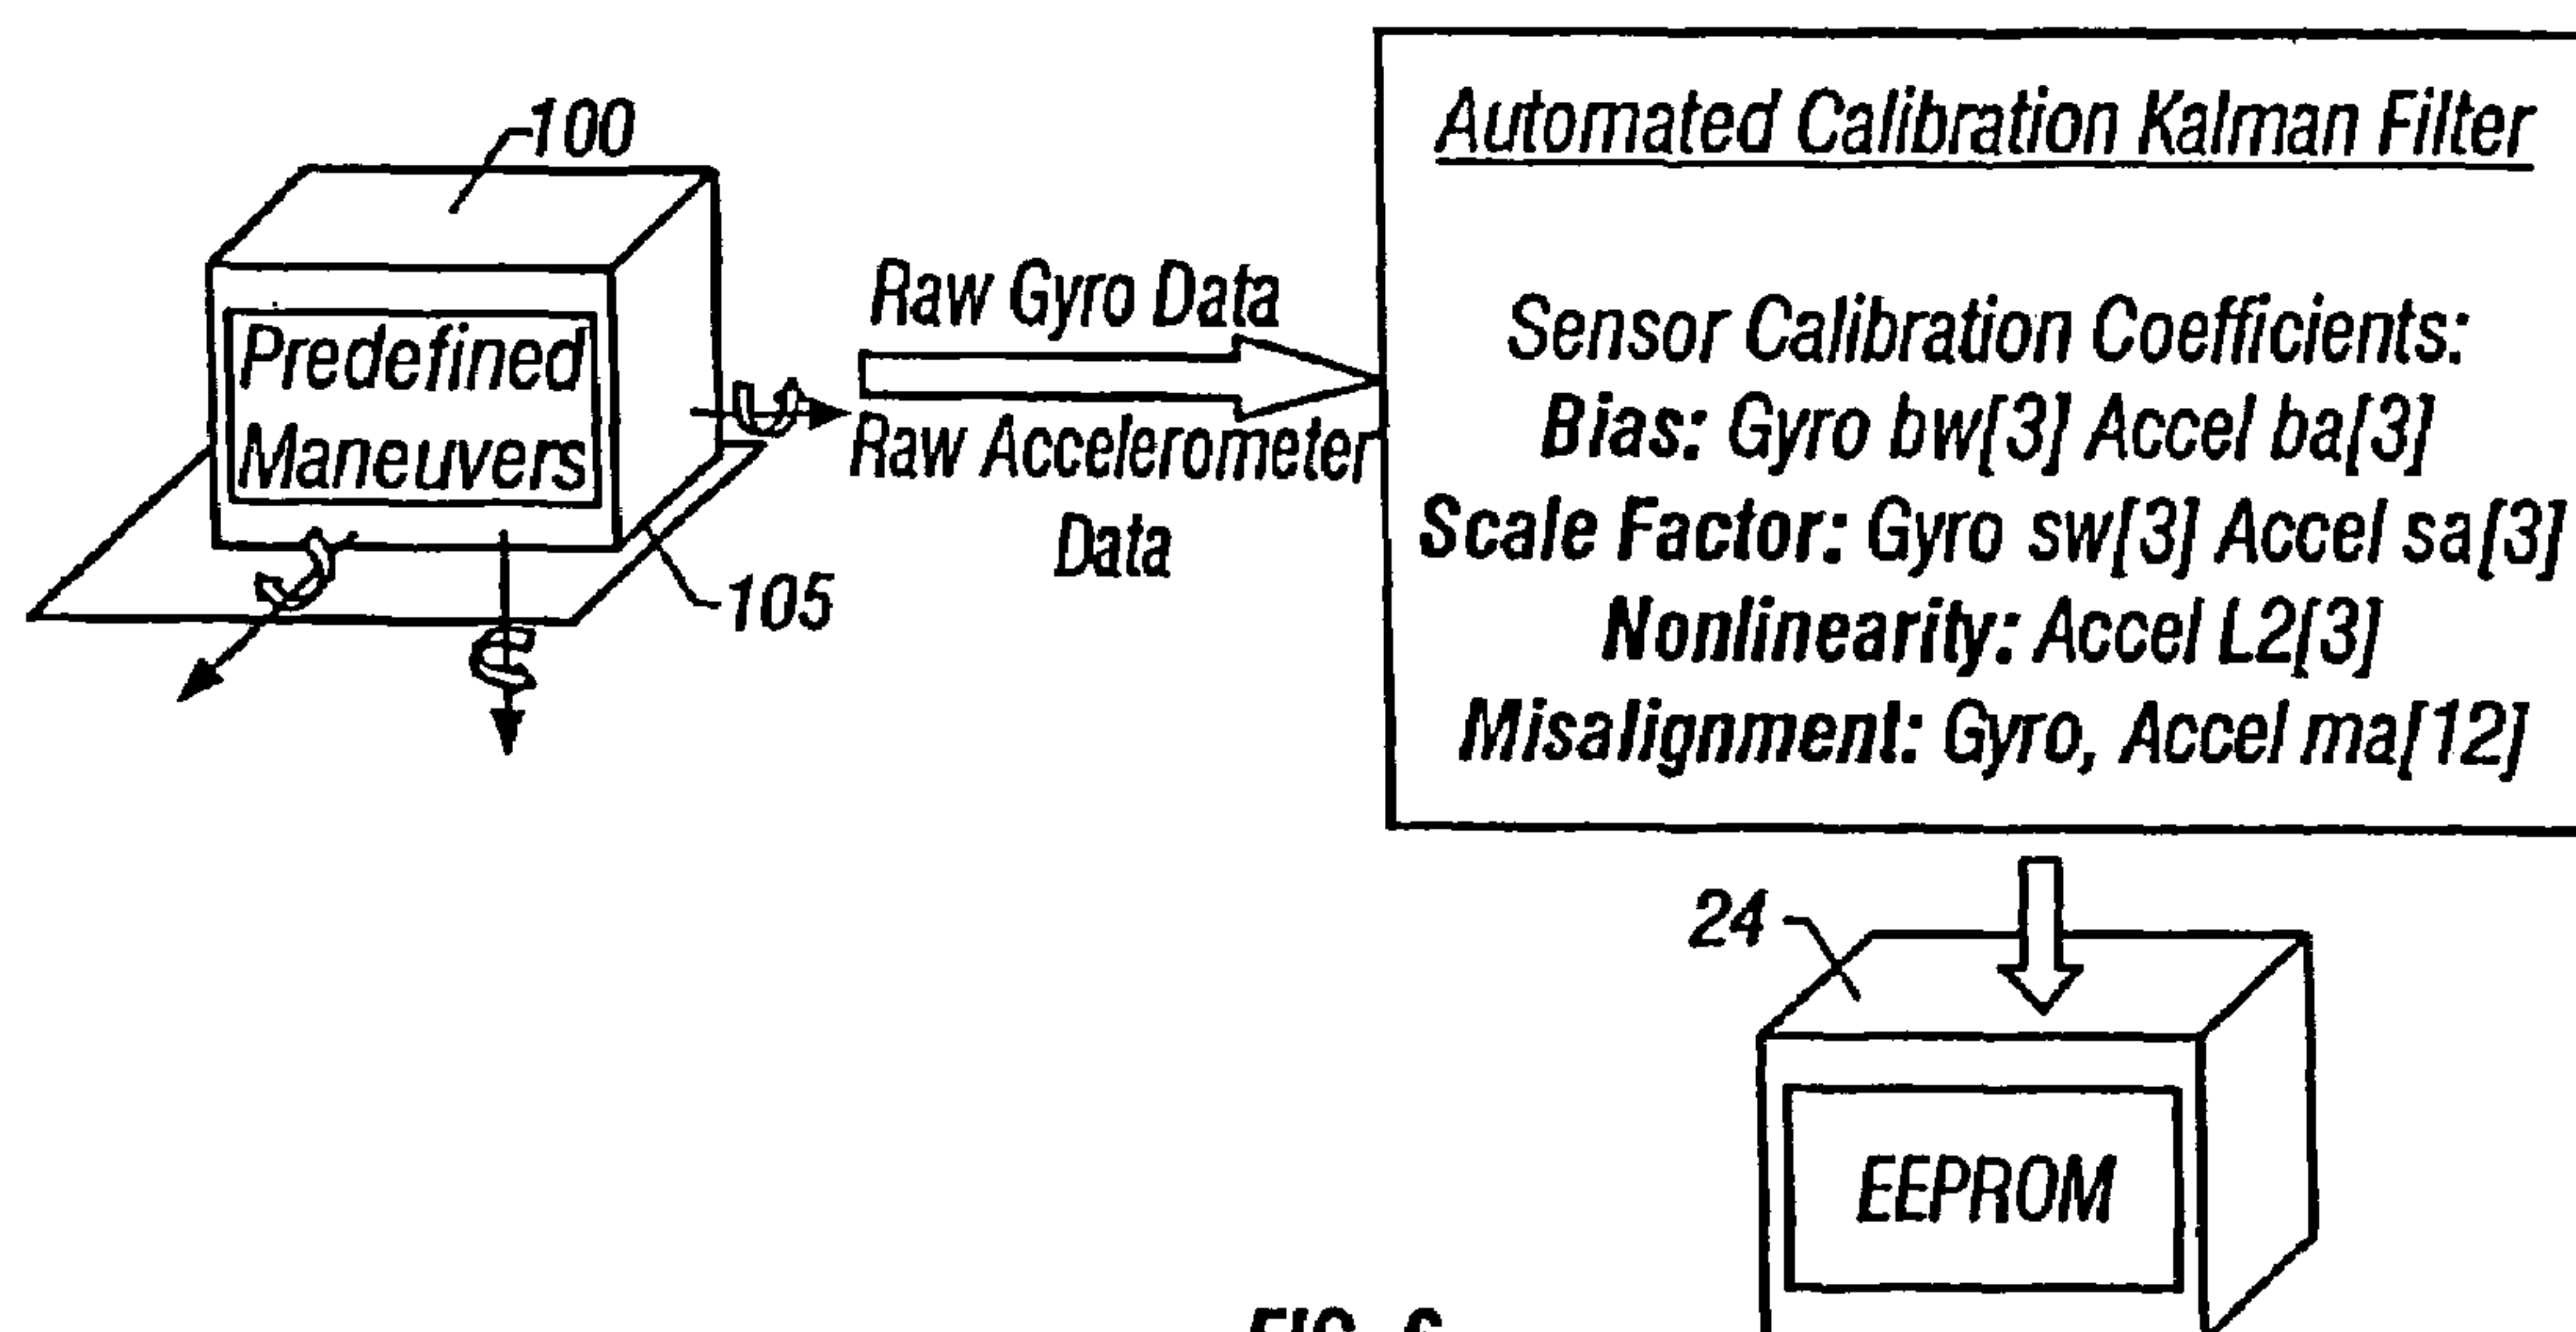 100
Predefined
Maneuvers
105
Raw Gyro Data
Raw Accelerometer
Data
Automated Calibration Kalman Filter
Sensor Calibration Coefficients:
Bias: Gyro bw[3] Accel ba[3]
Scale Factor: Gyro sw[3] Accel sa[3]
Nonlinearity: Accel L2[3]
Misalignment: Gyro, Accel ma[12]
24
EEPROM